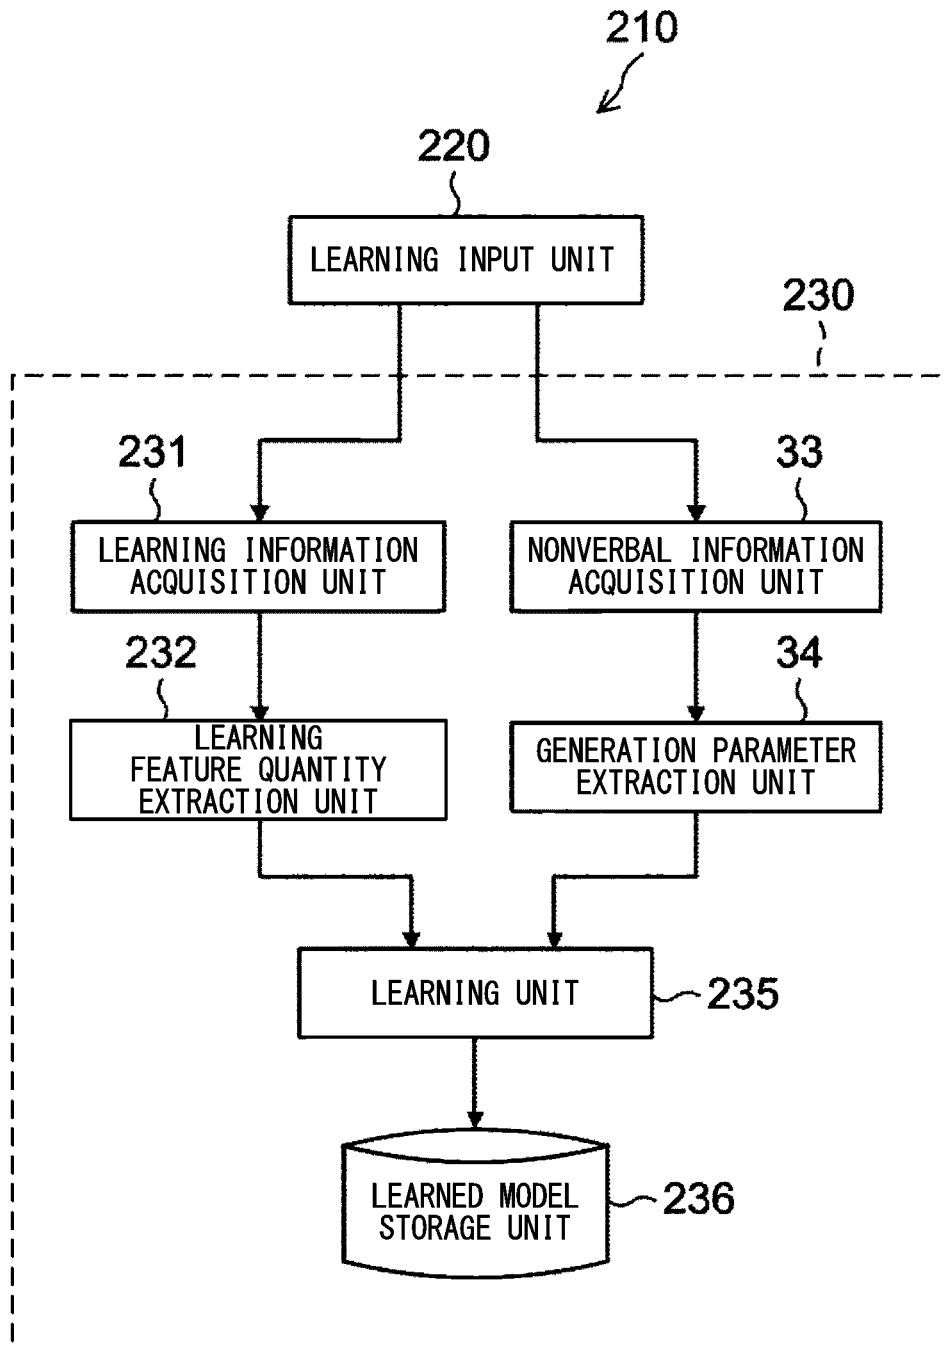 210
220
LEARNING INPUT UNIT
230
231
33
LEARNING INFORMATION
ACQUISITION UNIT
NONVERBAL INFORMATION
ACQUISITION UNIT
232
34
LEARNING
FEATURE QUANTITY
EXTRACTION UNIT
GENERATION PARAMETER
EXTRACTION UNIT
LEARNING UNIT
235
LEARNED MODEL
STORAGE UNIT
236